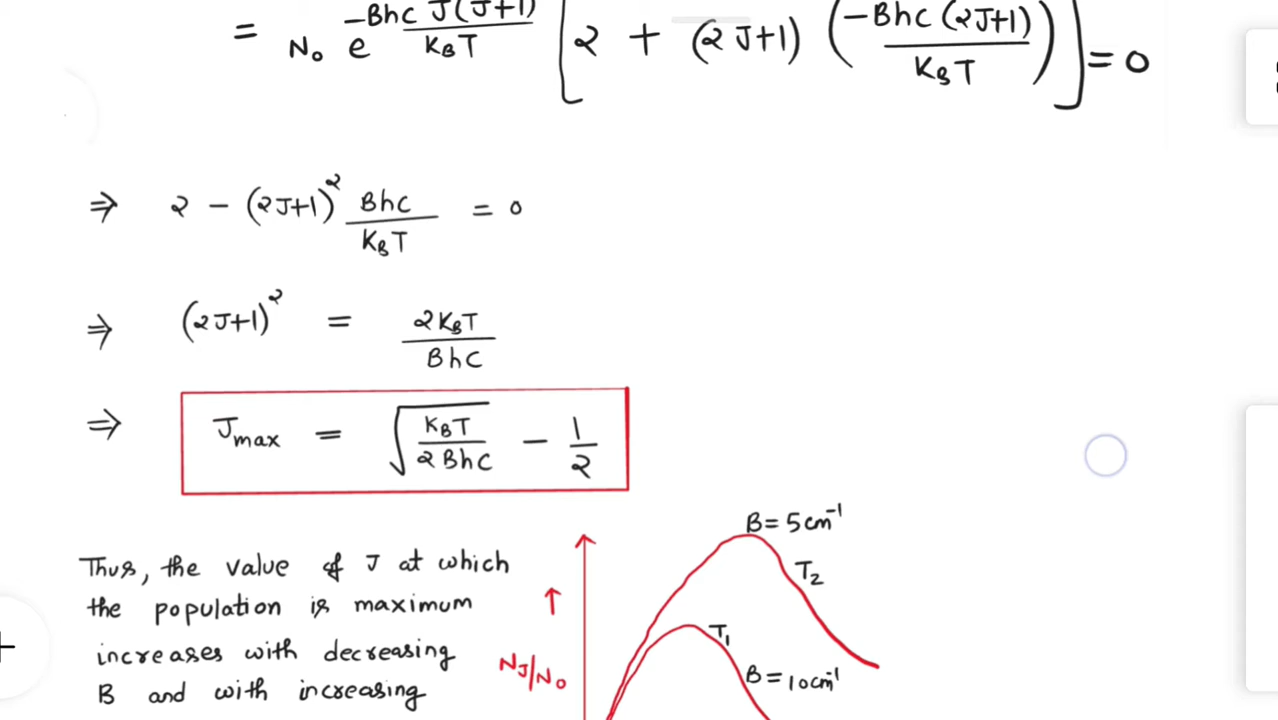 = N₀ e^(-Bhc J(J+1)/K_BT) [2 + (2J+1) (-Bhc (2J+1)/K_BT)] = 0
⇒ 2 - (2J+1)² Bhc/K_BT = 0
⇒ (2J+1)² = 2K_BT/Bhc
⇒ J_max = √(K_BT/2Bhc) - 1/2
B = 5cm⁻¹
T₂
T₁
B = 10cm⁻¹
↑
N_J/N₀
Thus, the value of J at which
the population is maximum
increases with decreasing
B and with increasing